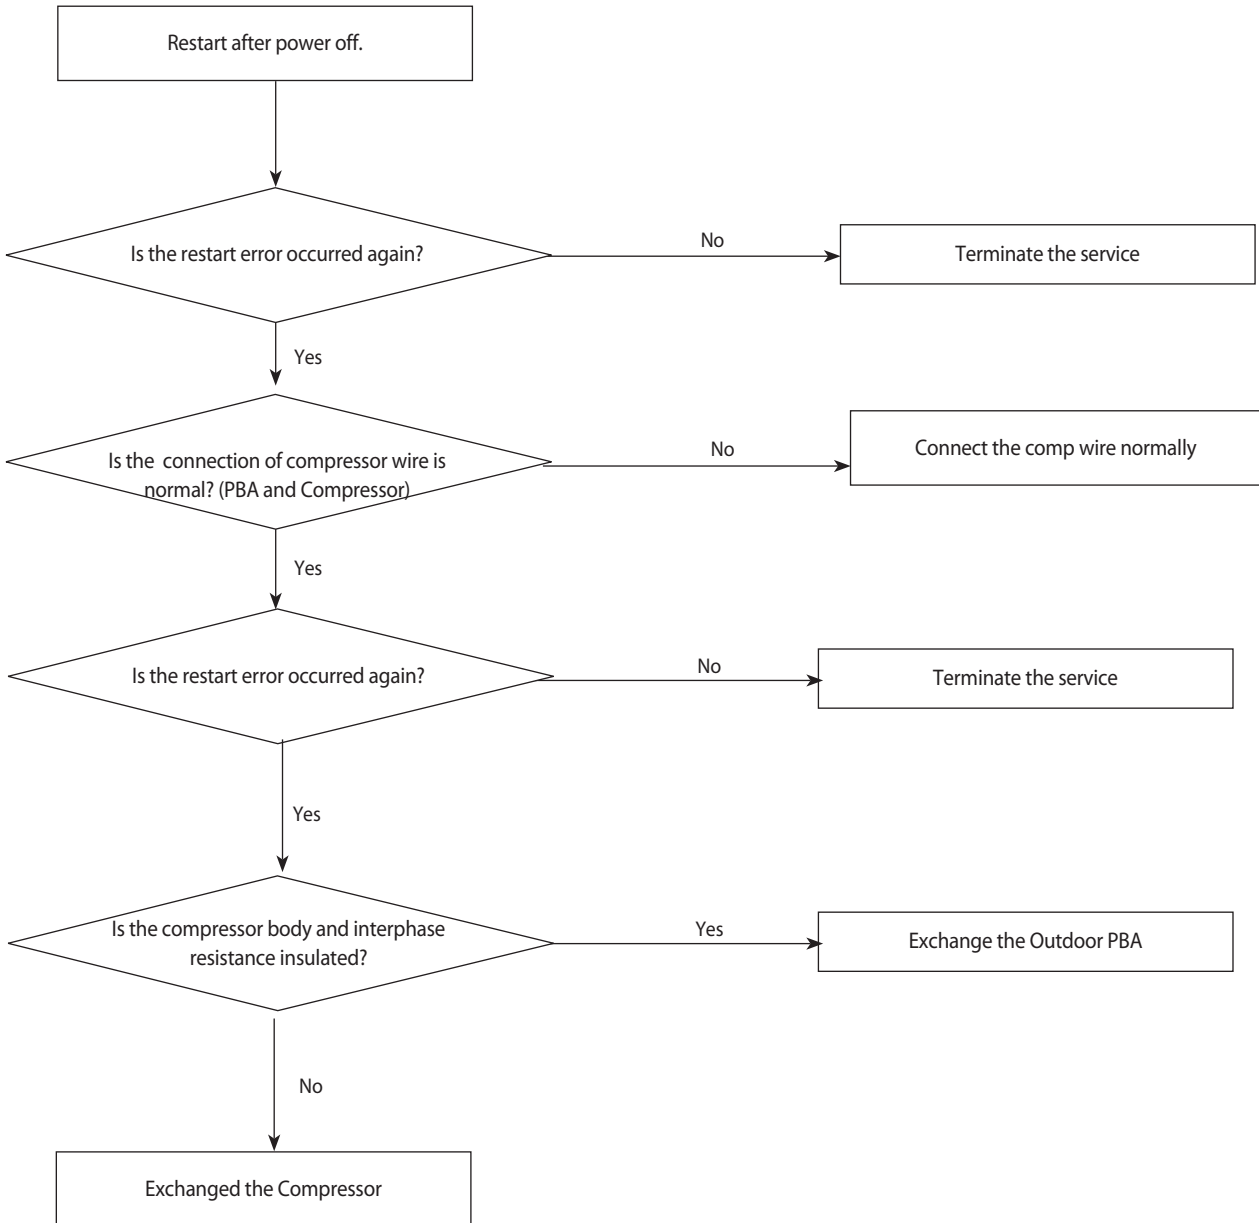 Restart after power off.
Is the restart error occurred again?
No
Terminate the service
Yes
Is the  connection of compressor wire is
normal? (PBA and Compressor)
No
Connect the comp wire normally
Yes
Is the restart error occurred again?
No
Terminate the service
Yes
Is the compressor body and interphase
resistance insulated?
Yes
Exchange the Outdoor PBA
No
Exchanged the Compressor